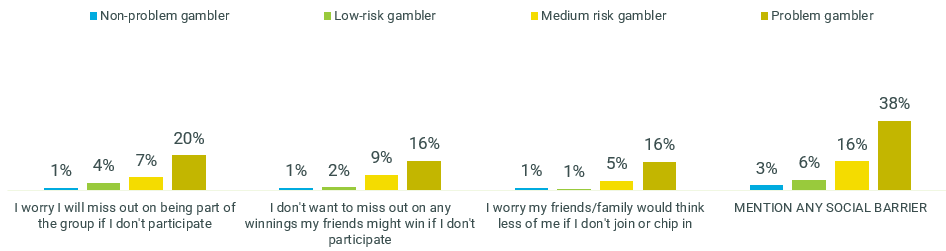 Non-problem gambler
Low-risk gambler
Medium risk gambler
Problem gambler
1%
4%
7%
20%
1%
2%
9%
16%
1%
1%
5%
16%
3%
6%
16%
38%
I worry I will miss out on being part of
the group if I don't participate
I don't want to miss out on any
winnings my friends might win if I don't
participate
I worry my friends/family would think
less of me if I don't join or chip in
MENTION ANY SOCIAL BARRIER